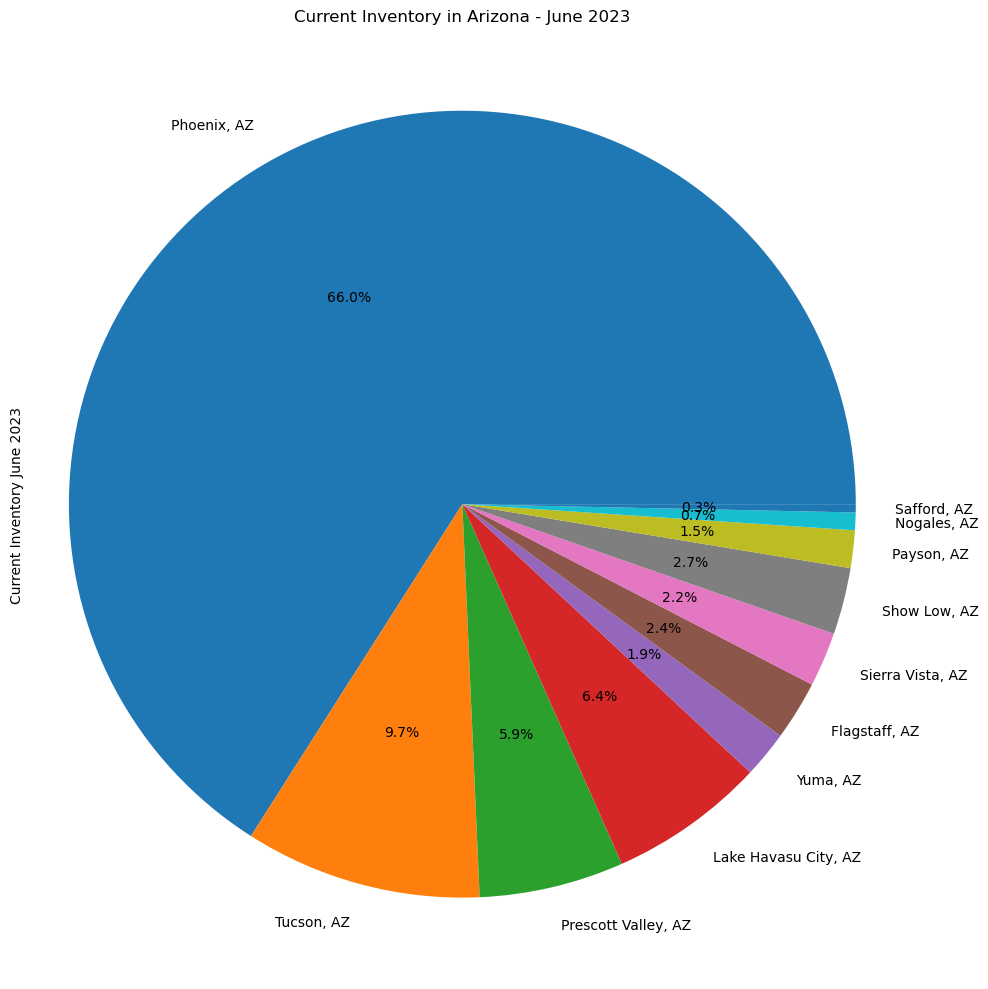 Current Inventory in Arizona - June 2023
Phoenix, AZ
66.0%
Current Inventory June 2023
0.3%
Safford, AZ
0.7%
Nogales, AZ
1.5%
Payson, AZ
2.7%
Show Low, AZ
2.2%
Sierra Vista, AZ
2.4%
Flagstaff, AZ
1.9%
Yuma, AZ
6.4%
Lake Havasu City, AZ
5.9%
Prescott Valley, AZ
9.7%
Tucson, AZ